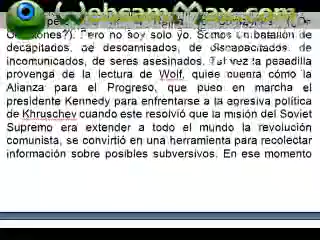 WebcamMax.com
¿ ones?). Pero no soy solo yo. Somos un batallón de
decapitados, de descamisados, de discapacitados, de
incomunicados, de seres asesinados. Tal vez la pesadilla
provenga de la lectura de Wolf, quiee cuenta cómo la
Alianza para el Progreso, que puso en marcha el
presidente Kennedy para enfrentarse a la agresiva política
de Khruschev cuando este resolvió que la misión del Soviet
Supremo era extender a todo el mundo la revolución
comunista, se convirtió en una herramienta para recolectar
información sobre posibles subversivos. En ese momento